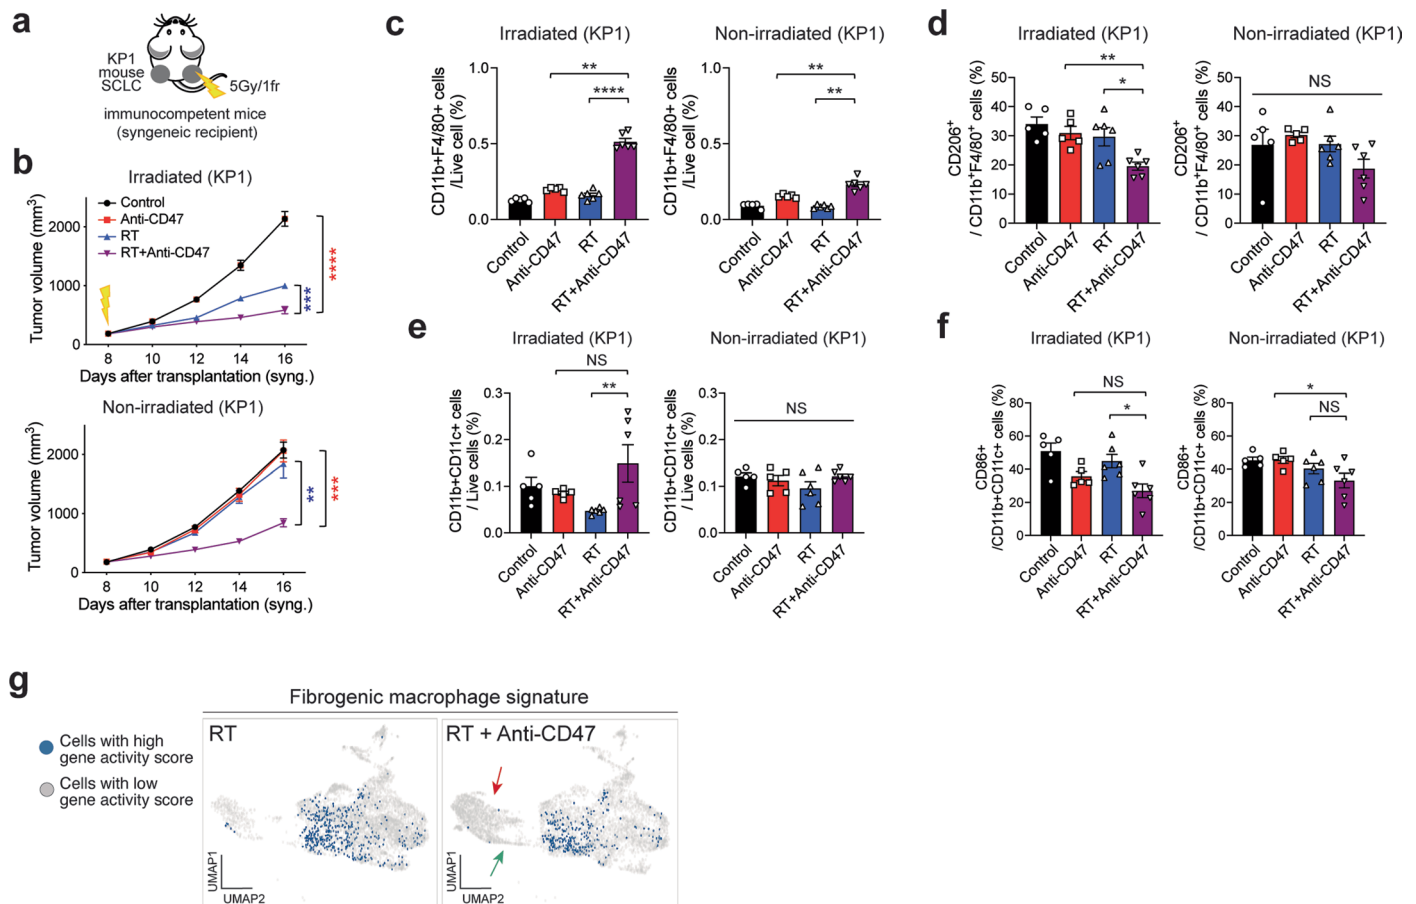 a
KP1
mouse
SCLC
5Gy/1fr
immunocompetent mice
(syngeneic recipient)
b
Irradiated (KP1)
Control
Anti-CD47
RT
RT+Anti-CD47
Tumor volume (mm3)
2000
1000
0
8 10 12 14 16
Days after transplantation (syng.)
***
****
Non-irradiated (KP1)
Tumor volume (mm3)
2000
1000
0
8 10 12 14 16
Days after transplantation (syng.)
**
***
c
Irradiated (KP1)
CD11b+F4/80+ cells
/Live cell (%)
1.0
0.5
0.0
**
****
Control
Anti-CD47
RT
RT+Anti-CD47
Non-irradiated (KP1)
CD11b+F4/80+ cells
/Live cell (%)
1.0
0.5
0.0
**
**
Control
Anti-CD47
RT
RT+Anti-CD47
d
Irradiated (KP1)
CD206+
/ CD11b+F4/80+ cells (%)
50
40
30
20
10
0
**
*
Control
Anti-CD47
RT
RT+Anti-CD47
Non-irradiated (KP1)
CD206+
/ CD11b+F4/80+ cells (%)
50
40
30
20
10
0
NS
Control
Anti-CD47
RT
RT+Anti-CD47
e
Irradiated (KP1)
CD11b+CD11c+ cells
/ Live cells (%)
0.3
0.2
0.1
0.0
NS
**
Control
Anti-CD47
RT
RT+Anti-CD47
Non-irradiated (KP1)
CD11b+CD11c+ cells
/ Live cells (%)
0.3
0.2
0.1
0.0
NS
Control
Anti-CD47
RT
RT+Anti-CD47
f
Irradiated (KP1)
CD86+
/CD11b+CD11c+ cells (%)
80
60
40
20
0
NS
*
Control
Anti-CD47
RT
RT+Anti-CD47
Non-irradiated (KP1)
CD86+
/CD11b+CD11c+ cells (%)
80
60
40
20
0
*
NS
Control
Anti-CD47
RT
RT+Anti-CD47
g
Fibrogenic macrophage signature
Cells with high
gene activity score
Cells with low
gene activity score
RT
UMAP1
UMAP2
RT + Anti-CD47
UMAP1
UMAP2